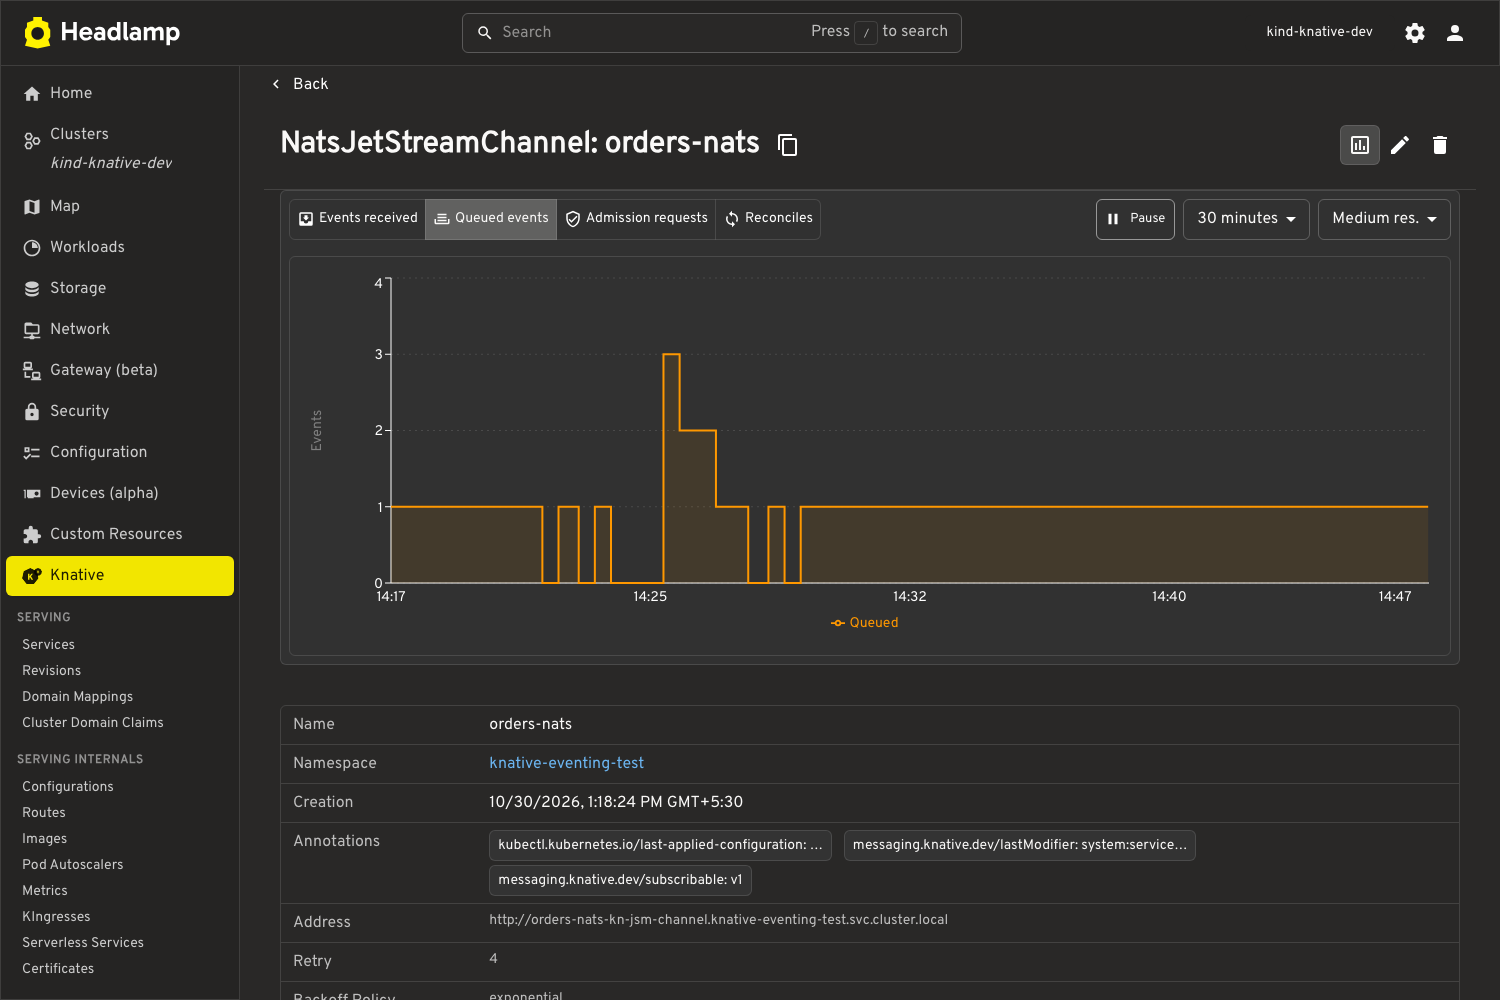 Headlamp
Search
Press / to search
kind-knative-dev
Home
Clusters
kind-knative-dev
Map
Workloads
Storage
Network
Gateway (beta)
Security
Configuration
Devices (alpha)
Custom Resources
Knative
SERVING
Services
Revisions
Domain Mappings
Cluster Domain Claims
SERVING INTERNALS
Configurations
Routes
Images
Pod Autoscalers
Metrics
KIngresses
Serverless Services
Certificates
Back
NatsJetStreamChannel: orders-nats
Events received
Queued events
Admission requests
Reconciles
Pause
30 minutes
Medium res.
Events
4
3
2
1
0
14:17
14:25
14:32
14:40
14:47
Queued
Name orders-nats
Namespace knative-eventing-test
Creation 10/30/2026, 1:18:24 PM GMT+5:30
Annotations kubectl.kubernetes.io/last-applied-configuration: … messaging.knative.dev/lastModifier: system:service…
messaging.knative.dev/subscribable: v1
Address http://orders-nats-kn-jsm-channel.knative-eventing-test.svc.cluster.local
Retry 4
Backoff Policy exponential